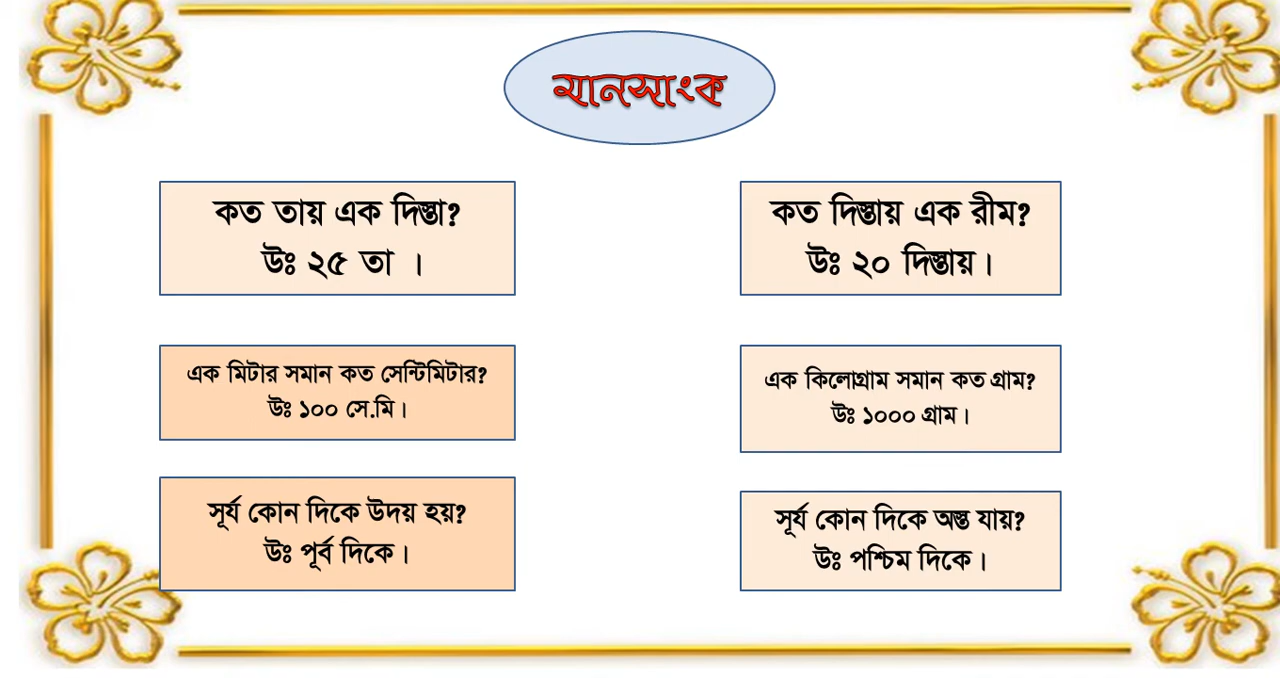 মানসাংক
কত তায় এক দিস্তা?
উঃ ২৫ তা ।
কত দিস্তায় এক রীম?
উঃ ২০ দিস্তায়।
এক মিটার সমান কত সেন্টিমিটার?
উঃ ১০০ সে.মি।
এক কিলোগ্রাম সমান কত গ্রাম?
উঃ ১০০০ গ্রাম।
সূর্য কোন দিকে উদয় হয়?
উঃ পূর্ব দিকে।
সূর্য কোন দিকে অস্ত যায়?
উঃ পশ্চিম দিকে।